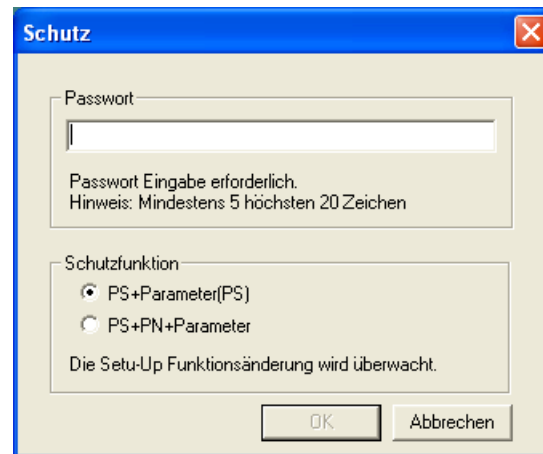 Schutz
Passwort
Passwort Eingabe erforderlich.
Hinweis: Mindestens 5 höchsten 20 Zeichen
Schutzfunktion
PS+Parameter(PS)
PS+PN+Parameter
Die Setu-Up Funktionsänderung wird überwacht.
OK
Abbrechen